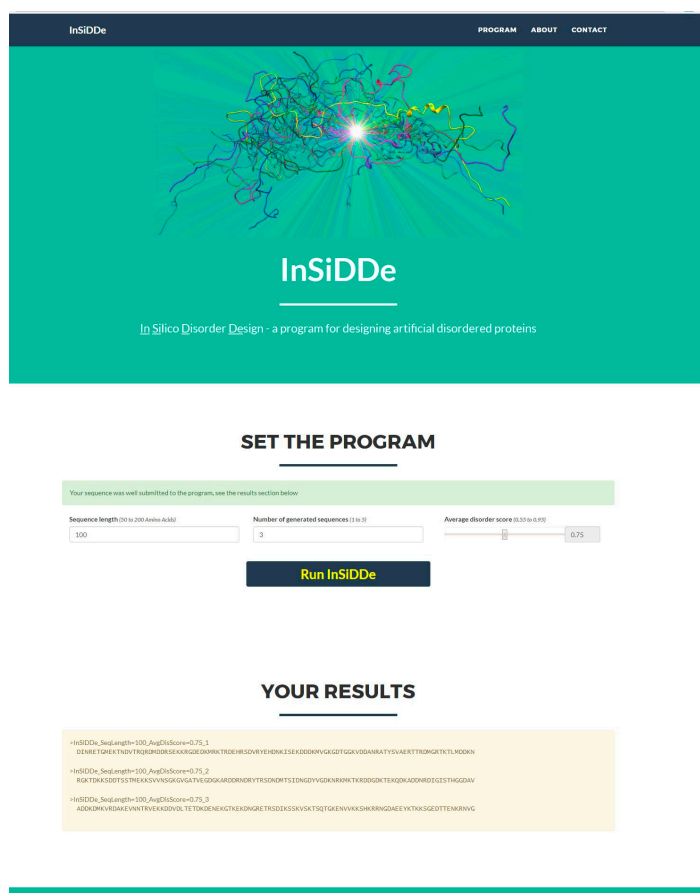 InSiDDe
PROGRAM ABOUT CONTACT
InSiDDe
In Silico Disorder Design - a program for designing artificial disordered proteins
SET THE PROGRAM
Your sequence was well submitted to the program, see the results section below
Sequence length (50 to 200 Amino Acids)
Number of generated sequences (1 to 5)
Average disorder score (0.55 to 0.95)
100
3
0.75
Run InSiDDe
YOUR RESULTS
>InSiDDe_SeqLength=100_AvgDisScore=0.75_1
DINRETGMEKTNDVTRQRDMDDRSEKKRGDEDKMRKTRDEHRSDVRYEHDNKISEKDDDKMVGKGDTGGKVDDANRATYSVAERTTRDMGRTKTLMDDKN
>InSiDDe_SeqLength=100_AvgDisScore=0.75_2
RGKTDKKSDDTSSTMEKKSVVNSGKGVGATVEGDGKARDDRNDRYTRSDNDMTSIDNGDYVGDKNRKMKTKRDDGDKTEKQDKADDNRDIGISTHGGDAV
>InSiDDe_SeqLength=100_AvgDisScore=0.75_3
ADDKDMKVRDAKEVNNTRVEKKDDVDLTETDKDENEKGTKEKDNGRETRSDIKSSKVSKTSQTGKENVVKKSHKRRNGDAEEYKTKKSGEDTTENKRNVG